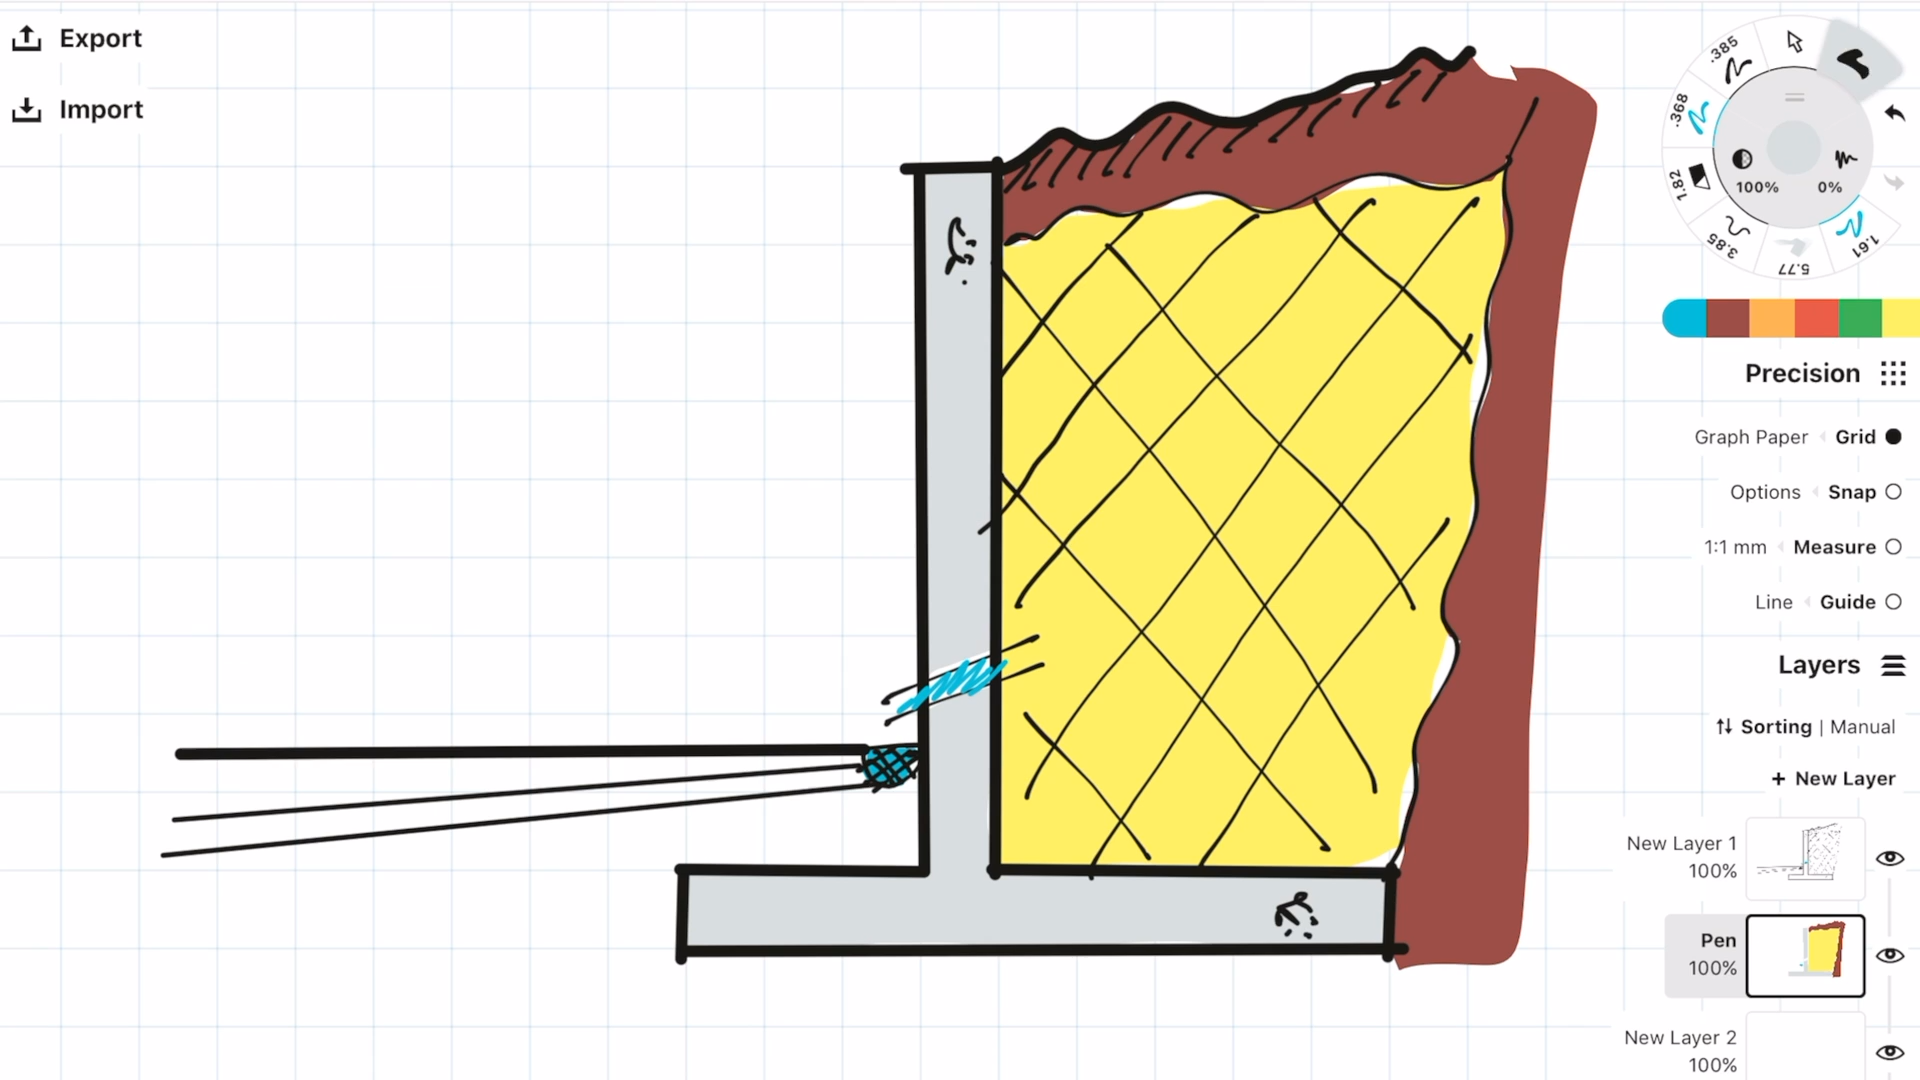 Export
Import
.385
.368
1.82
3.85
5.77
1.61
100%
0%
Precision
Graph Paper Grid
Options Snap
1:1 mm Measure
Line Guide
Layers
Sorting | Manual
+ New Layer
New Layer 1
100%
Pen
100%
New Layer 2
100%